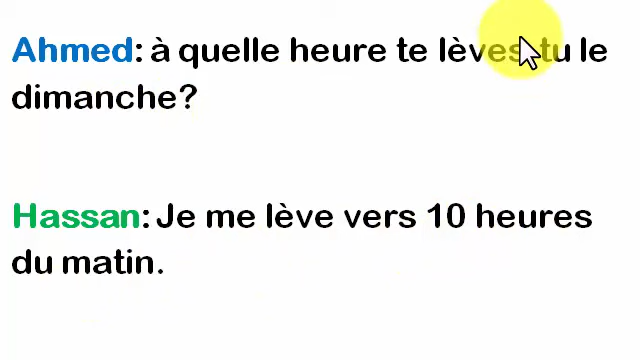 Ahmed: à quelle heure te lèves-tu le
dimanche?
Hassan: Je me lève vers 10 heures
du matin.